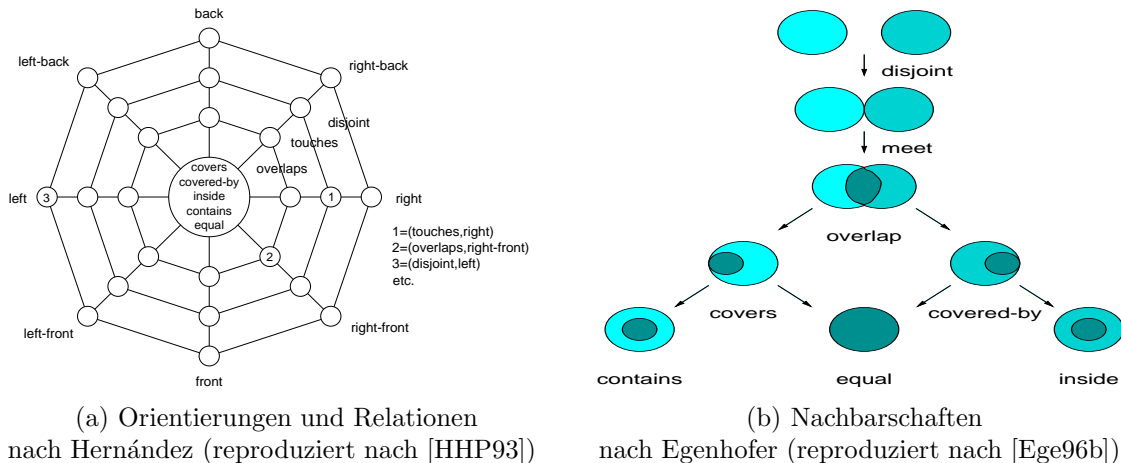 back
left-back
right-back
disjoint
touches
overlaps
covers
covered-by
inside
contains
equal
left
3
1
right
2
1=(touches,right)
2=(overlaps,right-front)
3=(disjoint,left)
etc.
left-front
right-front
front
(a) Orientierungen und Relationen
nach Hernández (reproduziert nach [HHP93])
disjoint
meet
overlap
covers
covered-by
contains
equal
inside
(b) Nachbarschaften
nach Egenhofer (reproduziert nach [Ege96b])